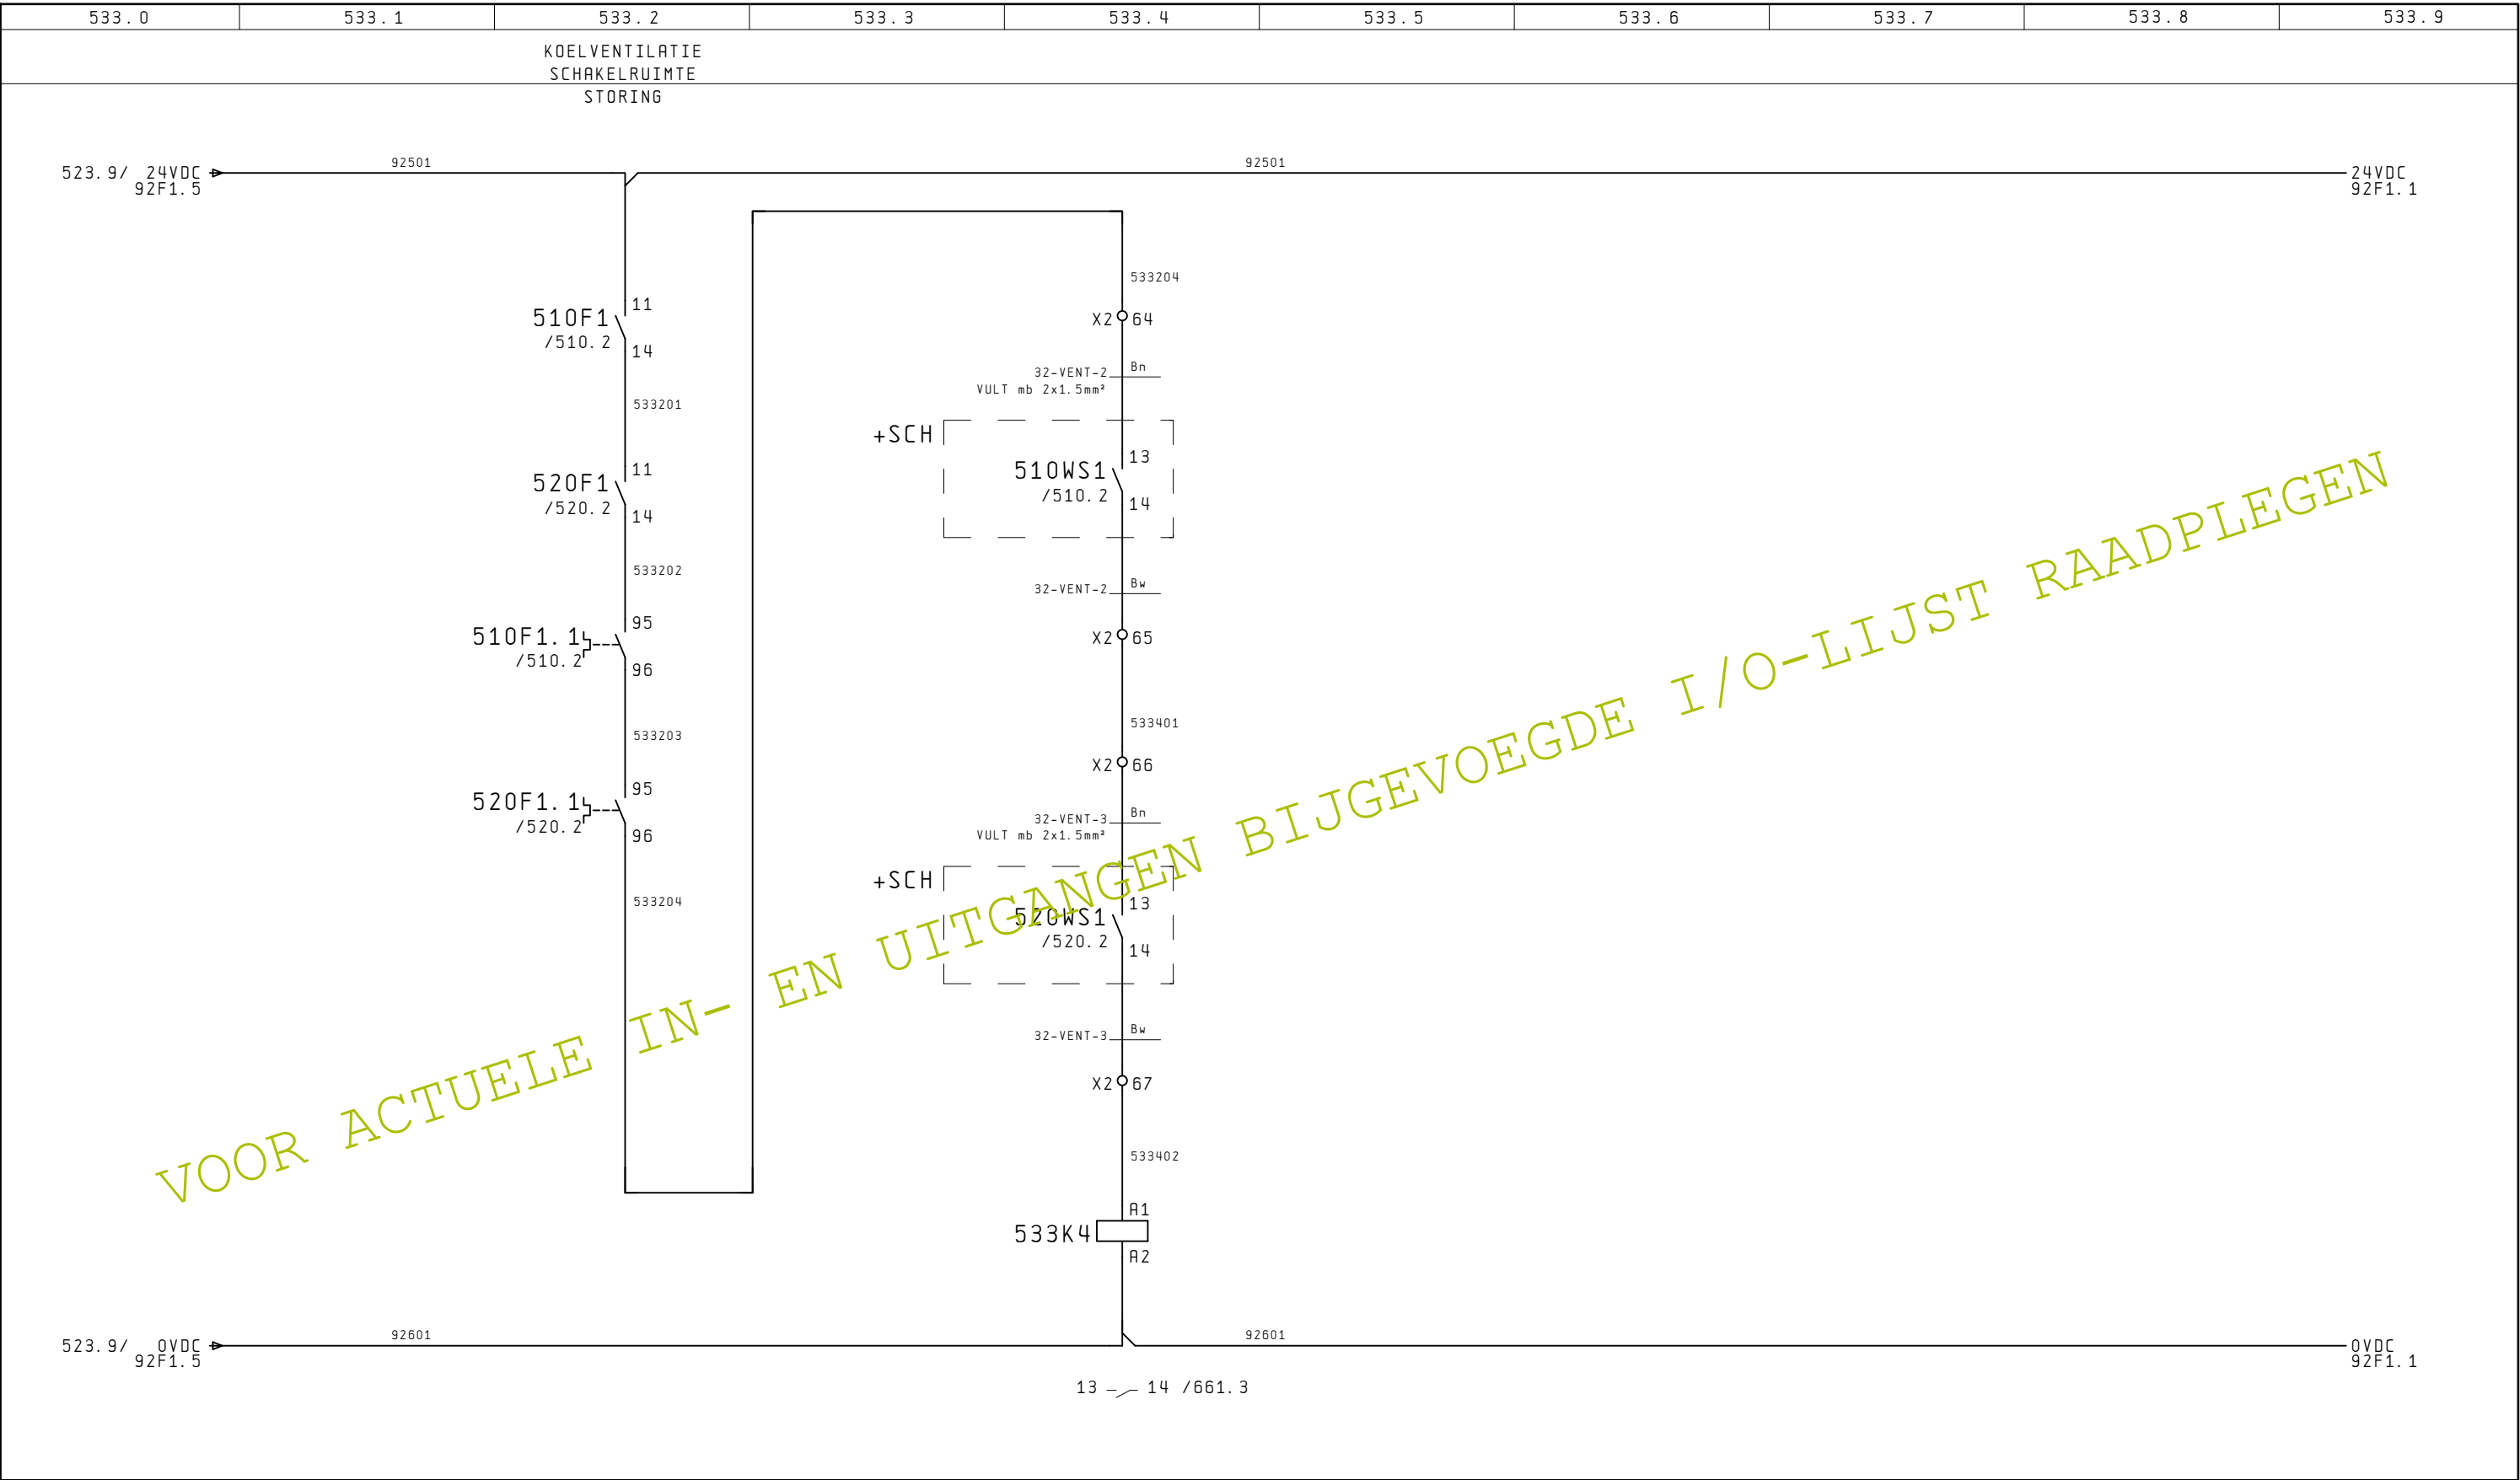 533.0 533.1 533.2 533.3 533.4 533.5 533.6 533.7 533.8 533.9
KOELVENTILATIE
SCHAKELRUIMTE
STORING
92501 92501
523.9/ 24VDC
92F1.5
24VDC
92F1.1
11
510F1
/510.2
14
533201
11
520F1
/520.2
14
533202
95
510F1.1
/510.2
96
533203
95
520F1.1
/520.2
96
533204
533204
X2 64
32-VENT-2 Bn
VULT mb 2x1.5mm²
+SCH
13
510WS1
/510.2
14
32-VENT-2 Bw
X2 65
533401
X2 66
32-VENT-3 Bn
VULT mb 2x1.5mm²
+SCH
13
520WS1
/520.2
14
32-VENT-3 Bw
X2 67
533402
A1
533K4
A2
92601 92601
523.9/ 0VDC
92F1.5
0VDC
92F1.1
13 14 /661.3
VOOR ACTUELE IN- EN UITGANGEN BIJGEVOEGDE I/O-LIJST RAADPLEGEN